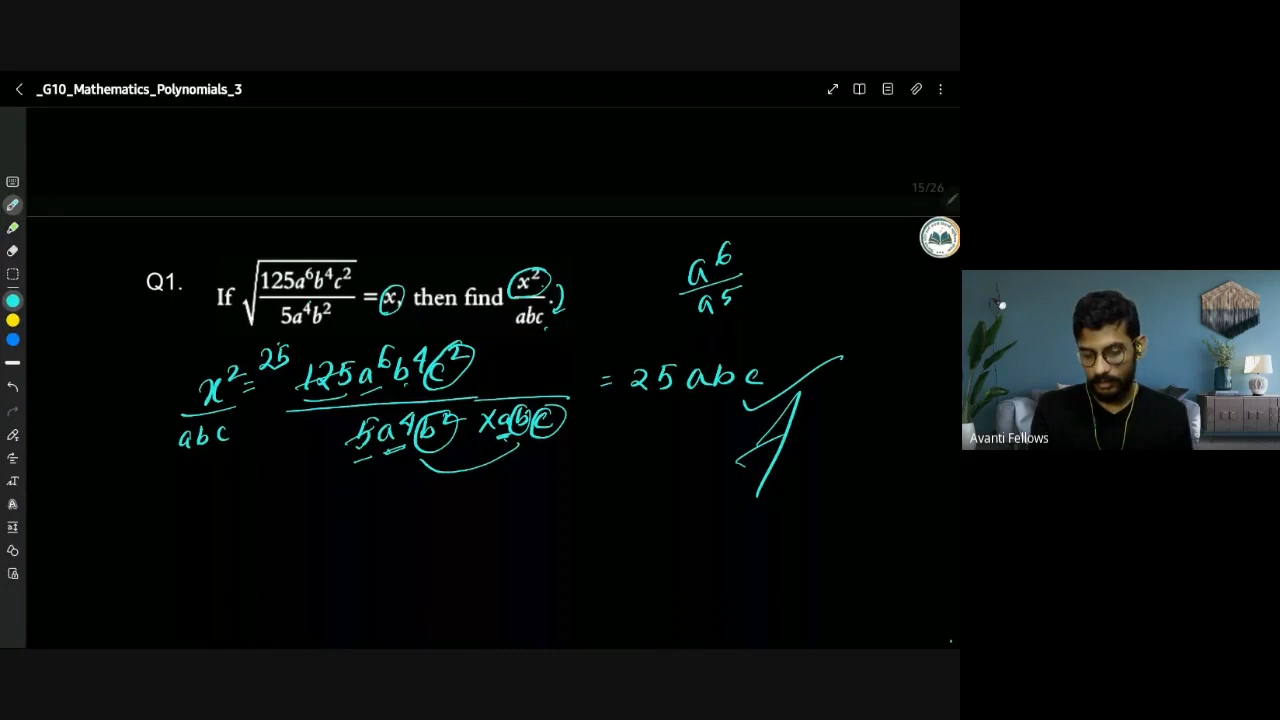 _G10_Mathematics_Polynomials_3
15/26
Q1. If √(125a⁶b⁴c² / 5a⁴b²) = x, then find x² / abc.
a⁶ / a⁵
x² / abc = 25 125a⁶b⁴c² / 5a⁴b² × abc = 25abc
Avanti Fellows